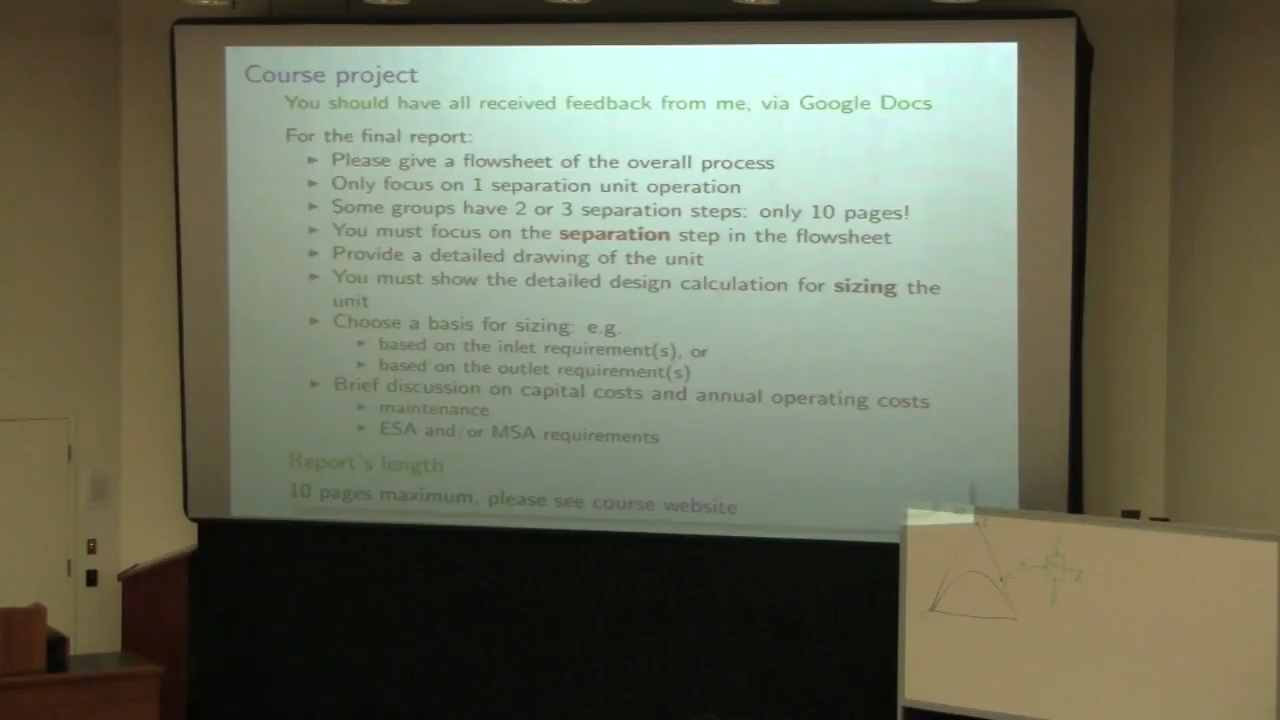 Course project
You should have all received feedback from me, via Google Docs
For the final report:
► Please give a flowsheet of the overall process
► Only focus on 1 separation unit operation
► Some groups have 2 or 3 separation steps: only 10 pages!
► You must focus on the separation step in the flowsheet
► Provide a detailed drawing of the unit
► You must show the detailed design calculation for sizing the
unit
► Choose a basis for sizing: e.g.
► based on the inlet requirement(s), or
► based on the outlet requirement(s)
► Brief discussion on capital costs and annual operating costs
► maintenance
► ESA and/or MSA requirements
Report's length
10 pages maximum, please see course website